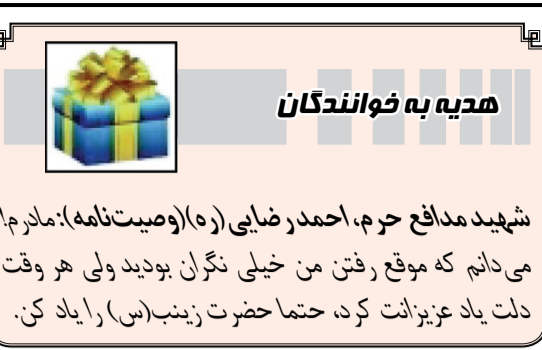 هدیه به خوانندگان
شهید مدافع حرم، احمد رضایی (ره)(وصیت‌نامه): مادرم!
می‌دانم که موقع رفتن من خیلی نگران بودید ولی هر وقت
دلت یاد عزیزانت کرد، حتما حضرت زینب(س) را یاد کن.